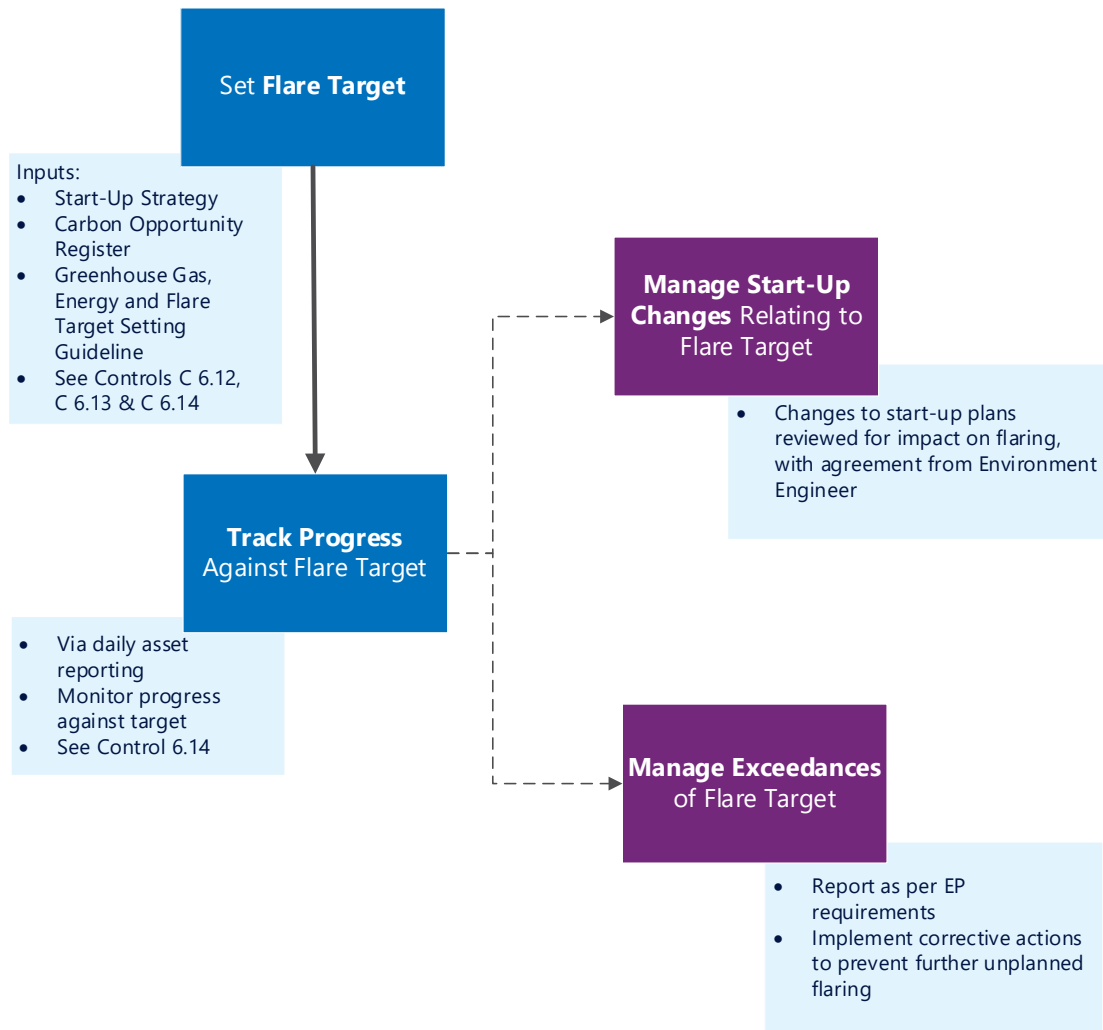 Set Flare Target
Inputs:
• Start-Up Strategy
• Carbon Opportunity
Register
• Greenhouse Gas,
Energy and Flare
Target Setting
Guideline
• See Controls C 6.12,
C 6.13 & C 6.14
Manage Start-Up
Changes Relating to
Flare Target
• Changes to start-up plans
reviewed for impact on flaring,
with agreement from Environment
Engineer
Track Progress
Against Flare Target
• Via daily asset
reporting
• Monitor progress
against target
• See Control 6.14
Manage Exceedances
of Flare Target
• Report as per EP
requirements
• Implement corrective actions
to prevent further unplanned
flaring